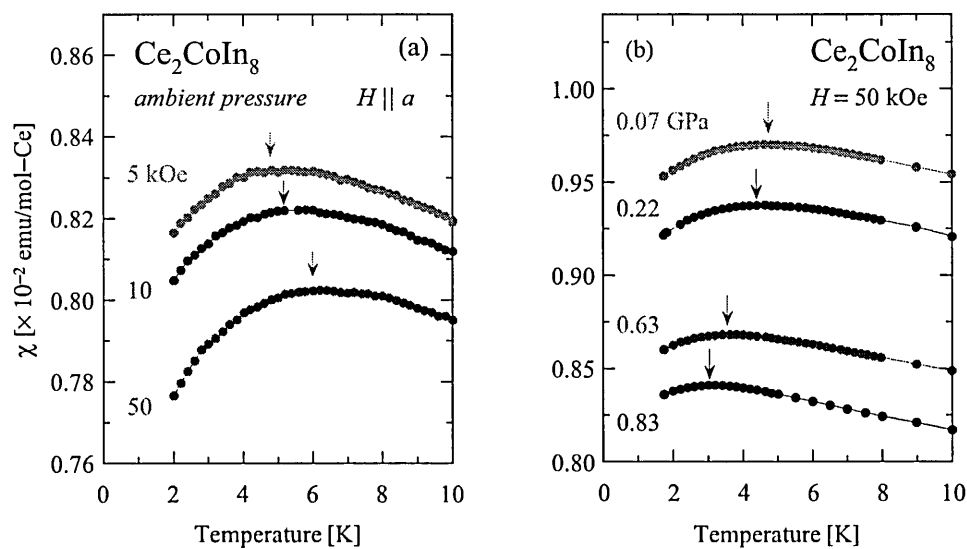 0.86
Ce₂CoIn₈
(a)
ambient pressure
H || a
0.84
5 kOe
0.82
10
0.80
0.78
50
0.76
0
2
4
6
8
10
Temperature [K]
χ [× 10⁻² emu/mol–Ce]
(b)
Ce₂CoIn₈
1.00
H = 50 kOe
0.07 GPa
0.95
0.22
0.90
0.63
0.85
0.83
0.80
0
2
4
6
8
10
Temperature [K]